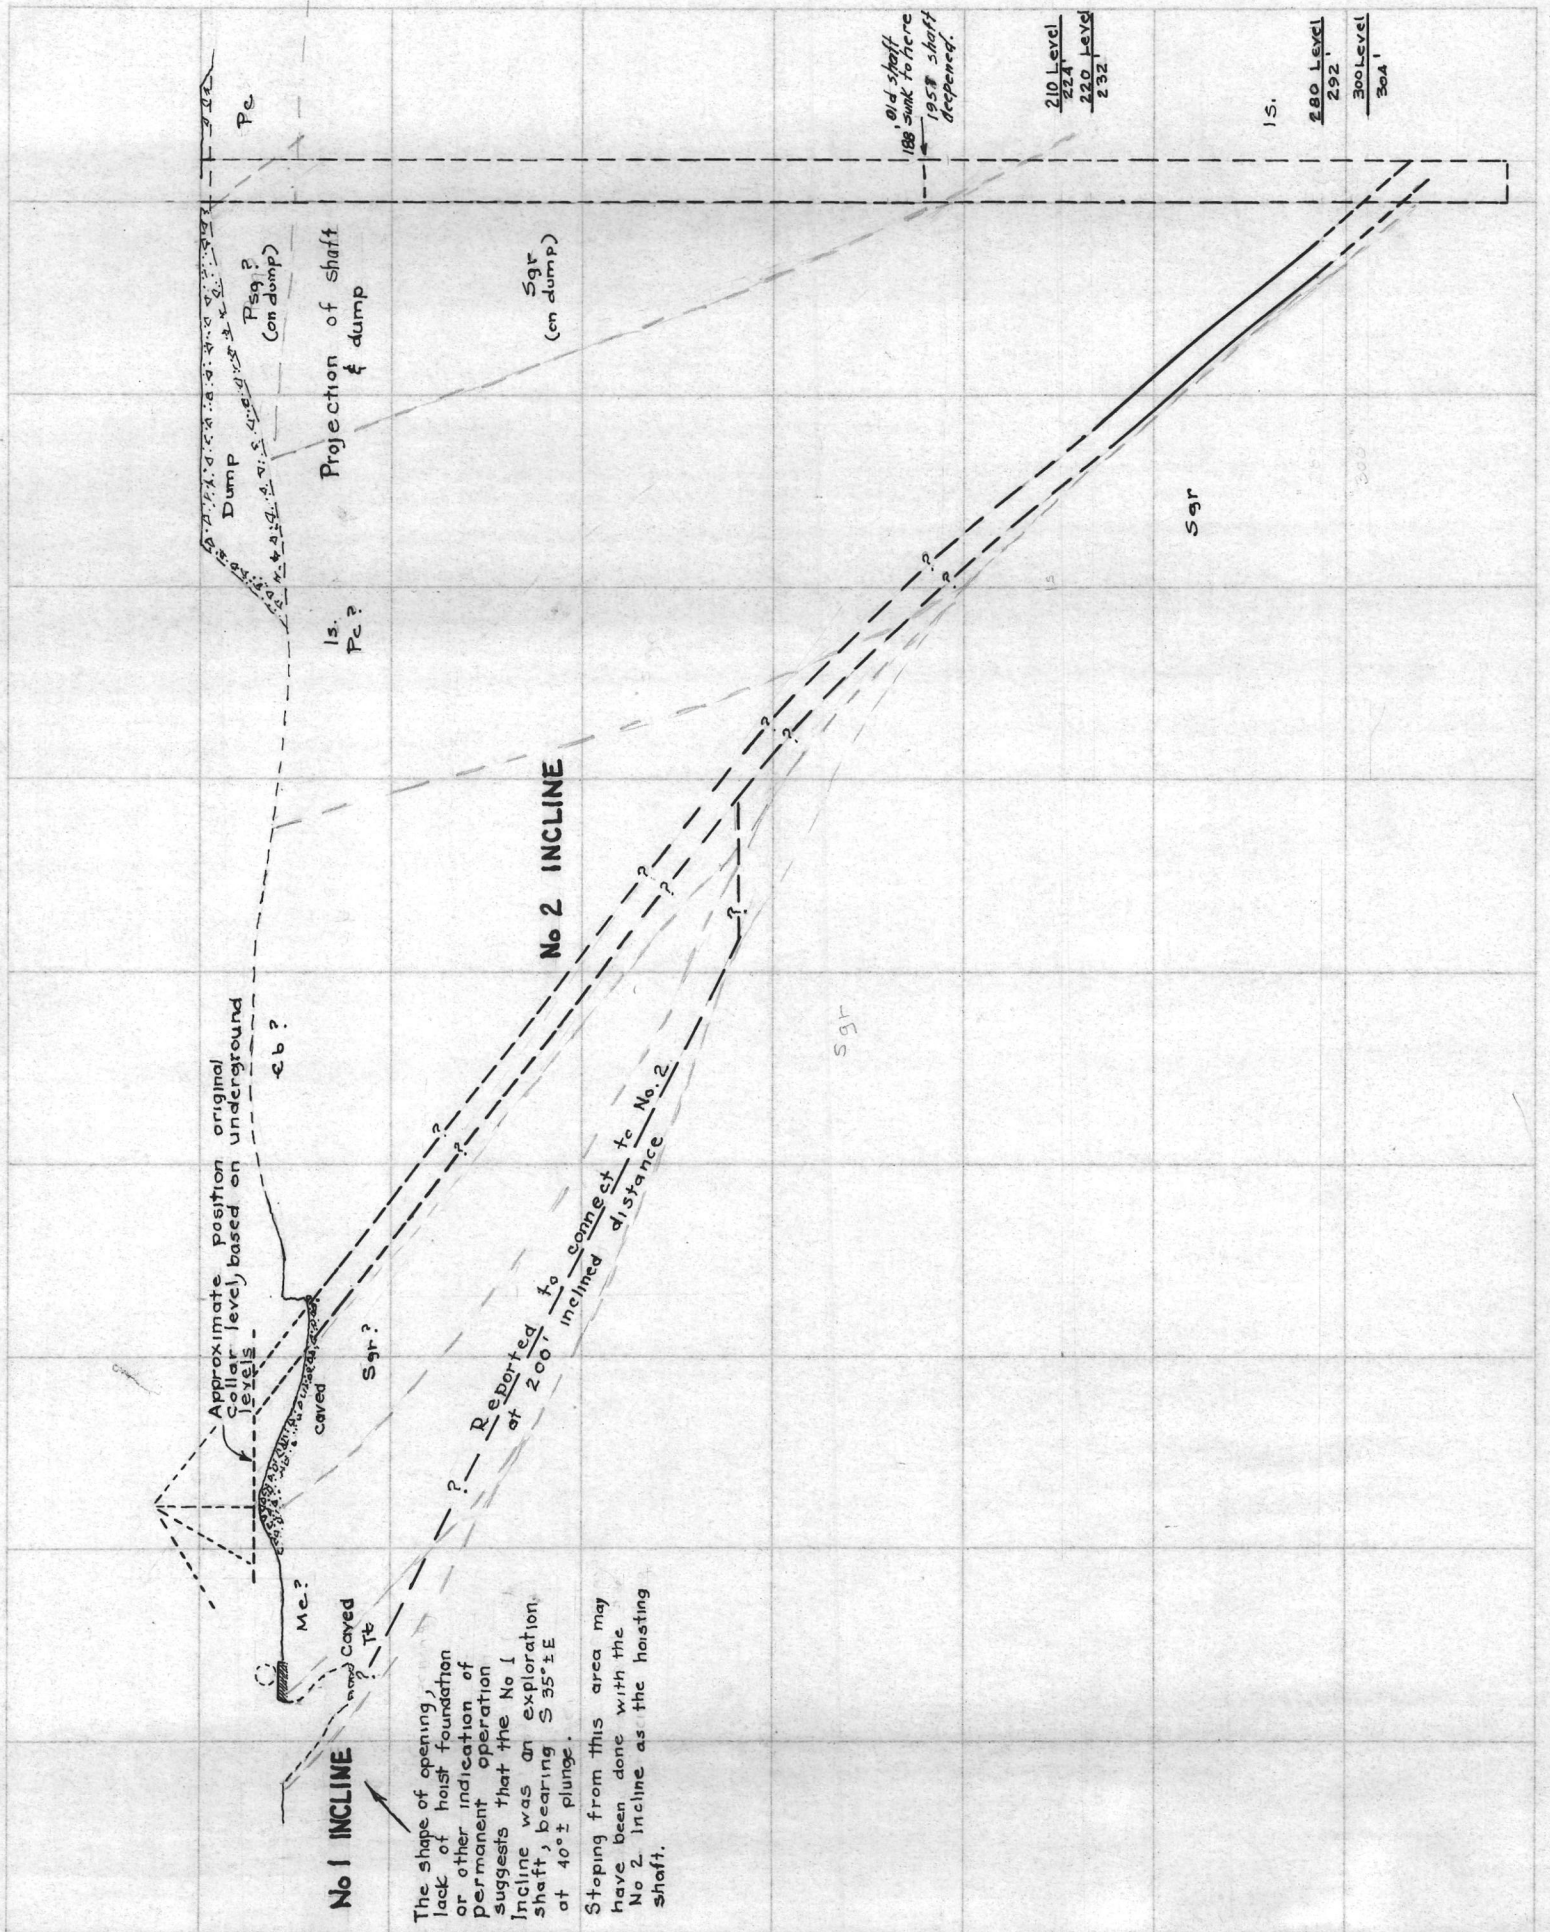 Old shaft
188' sunk to here
1957 shaft
deepened.
210 Level
224'
220 Level
232'
ls.
280 Level
292'
300 Level
304'
Pc
Psg?
(on dump)
Dump
Projection of shaft
& dump
Sgr
(on dump)
ls.
Pc?
Sgr
300
ls
No 2 INCLINE
?
?
?
?
?
?
?
?
?
Approximate position original
Collar level, based on underground
levels
€b?
caved
Sgr?
Sgr
Reported to connect to No. 2
at 200' inclined distance
?
Mc?
Caved
Tt
?
No 1 INCLINE
The shape of opening,
lack of hoist foundation
or other indication of
permanent operation
suggests that the No 1
Incline was an exploration
shaft, bearing S 35°± E
at 40°± plunge.
Stoping from this area may
have been done with the
No 2 Incline as the hoisting
shaft.